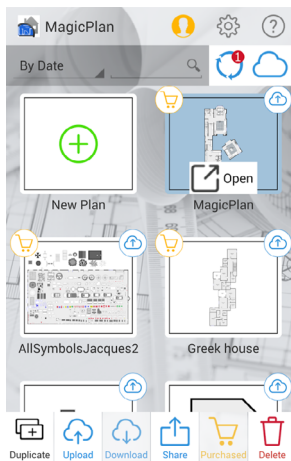 MagicPlan
?
By Date
1
Open
New Plan
MagicPlan
AllSymbolsJacques2
Greek house
Duplicate
Upload
Download
Share
Purchased
Delete